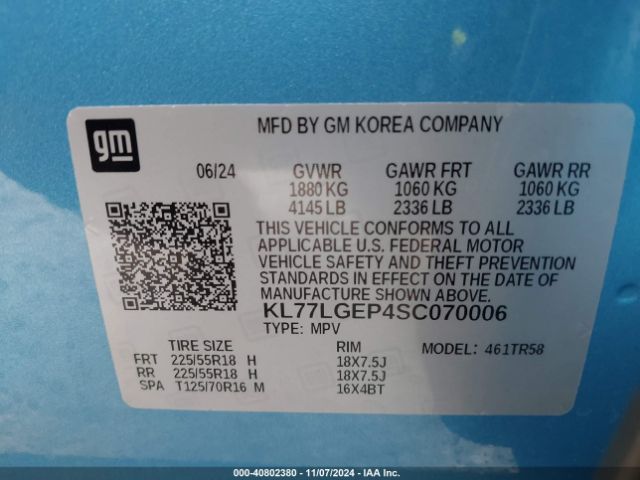 gm
MFD BY GM KOREA COMPANY
06/24 GVWR GAWR FRT GAWR RR
1880 KG 1060 KG 1060 KG
4145 LB 2336 LB 2336 LB
THIS VEHICLE CONFORMS TO ALL
APPLICABLE U.S. FEDERAL MOTOR
VEHICLE SAFETY AND THEFT PREVENTION
STANDARDS IN EFFECT ON THE DATE OF
MANUFACTURE SHOWN ABOVE.
KL77LGEP4SC070006
TYPE: MPV
TIRE SIZE RIM MODEL: 461TR58
FRT 225/55R18 H 18X7.5J
RR 225/55R18 H 18X7.5J
SPA T125/70R16 M 16X4BT
000-40802380 - 11/07/2024 - IAA Inc.